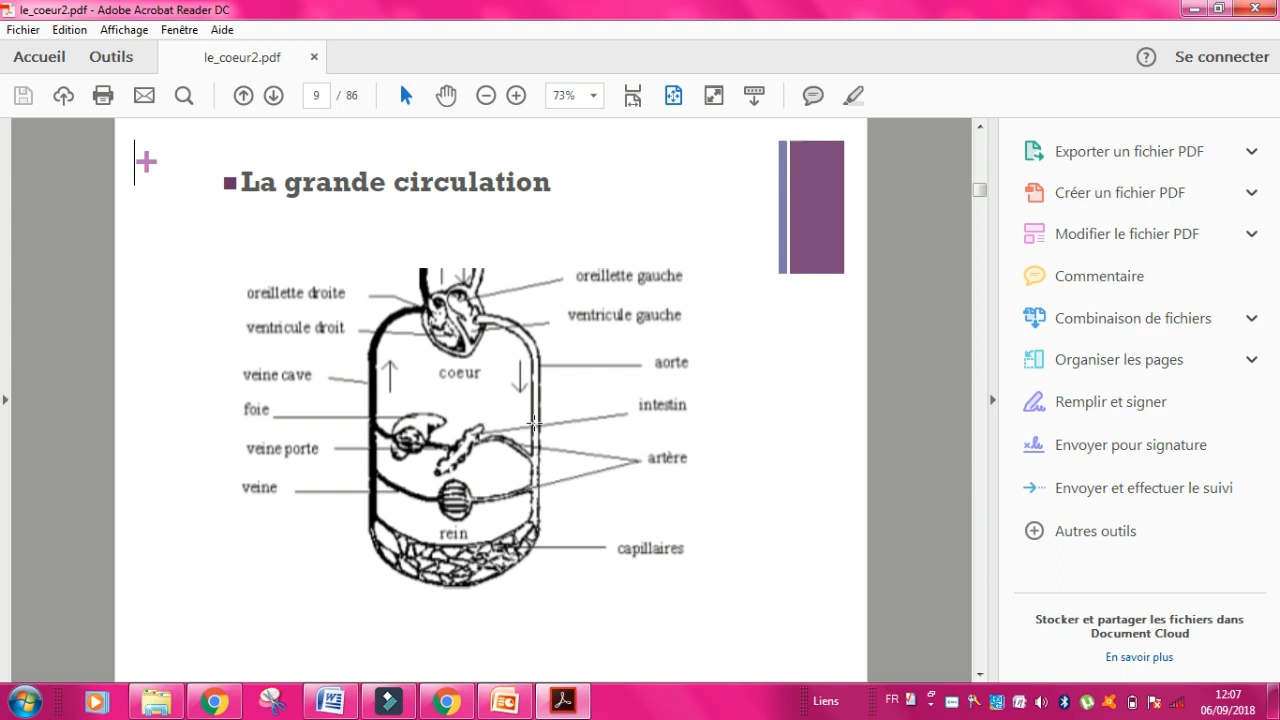 le_coeur2.pdf - Adobe Acrobat Reader DC
Fichier Edition Affichage Fenêtre Aide
Accueil Outils le_coeur2.pdf × Se connecter
9 / 86 73%
La grande circulation
oreillette droite
oreillette gauche
ventricule droit
ventricule gauche
veine cave
coeur
aorte
foie
intestin
veine porte
artère
veine
rein
capillaires
Exporter un fichier PDF
Créer un fichier PDF
Modifier le fichier PDF
Commentaire
Combinaison de fichiers
Organiser les pages
Remplir et signer
Envoyer pour signature
Envoyer et effectuer le suivi
Autres outils
Stocker et partager les fichiers dans
Document Cloud
En savoir plus
Liens FR 12:07
06/09/2018